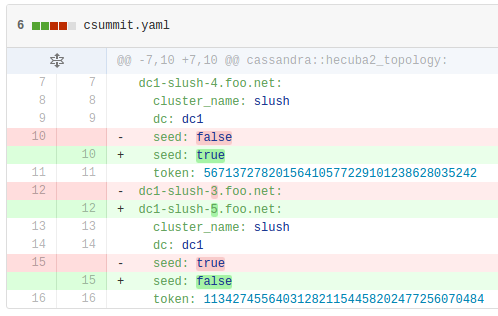 6 csummit.yaml
@@ -7,10 +7,10 @@ cassandra::hecuba2_topology:
7 7 dc1-slush-4.foo.net:
8 8 cluster_name: slush
9 9 dc: dc1
10 - seed: false
10 + seed: true
11 11 token: 56713727820156410577229101238628035242
12 - dc1-slush-3.foo.net:
12 + dc1-slush-5.foo.net:
13 13 cluster_name: slush
14 14 dc: dc1
15 - seed: true
15 + seed: false
16 16 token: 113427455640312821154458202477256070484